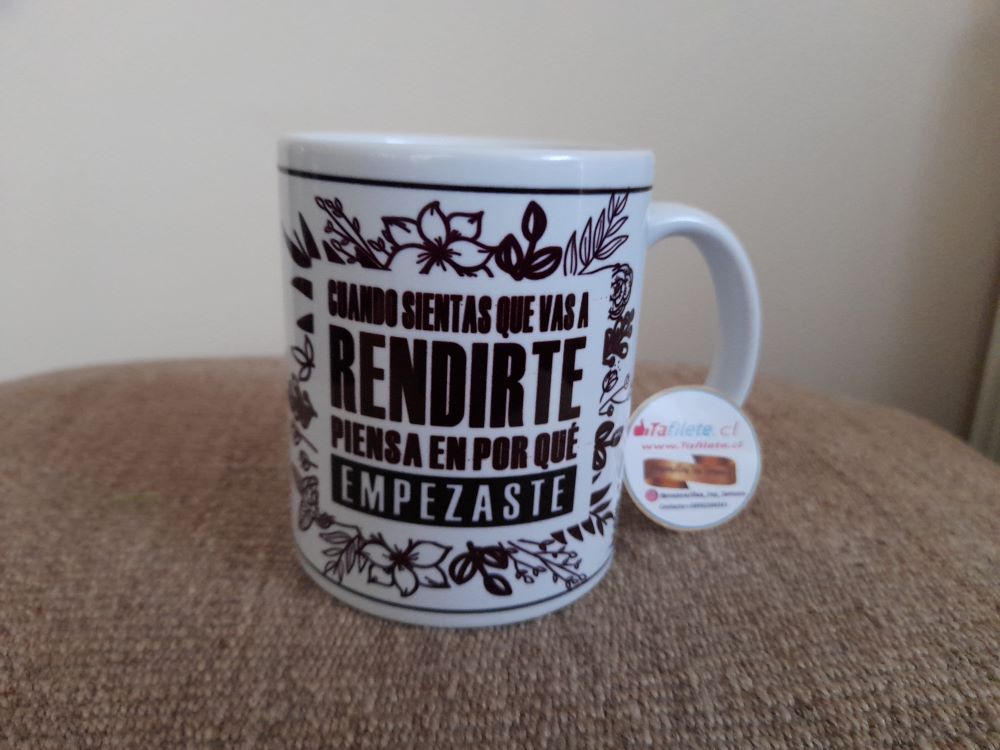 CUANDO SIENTAS QUE VAS A
RENDIRTE
PIENSA EN POR QUÉ
EMPEZASTE
Tafilete.cl
www.Tafilete.cl